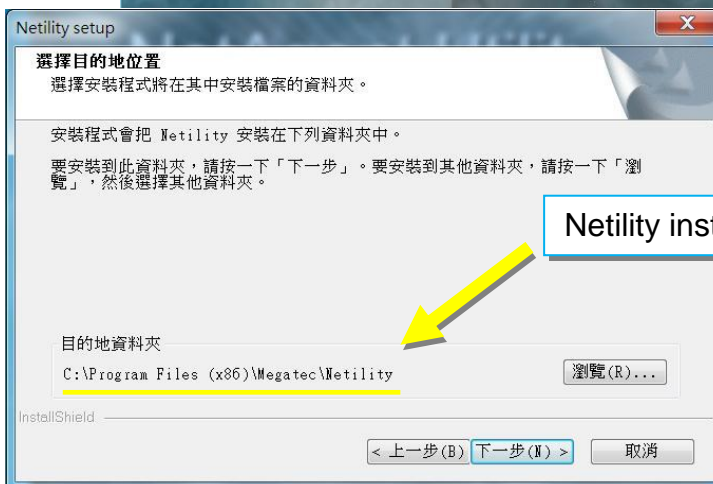 Netility setup
選擇目的地位置
選擇安裝程式將在其中安裝檔案的資料夾。
安裝程式會把 Netility 安裝在下列資料夾中。
要安裝到此資料夾，請按一下「下一步」。要安裝到其他資料夾，請按一下「瀏
覽」，然後選擇其他資料夾。
Netility inst
目的地資料夾
C:\Program Files (x86)\Megatec\Netility
瀏覽(R)...
InstallShield
< 上一步(B) 下一步(N) > 取消